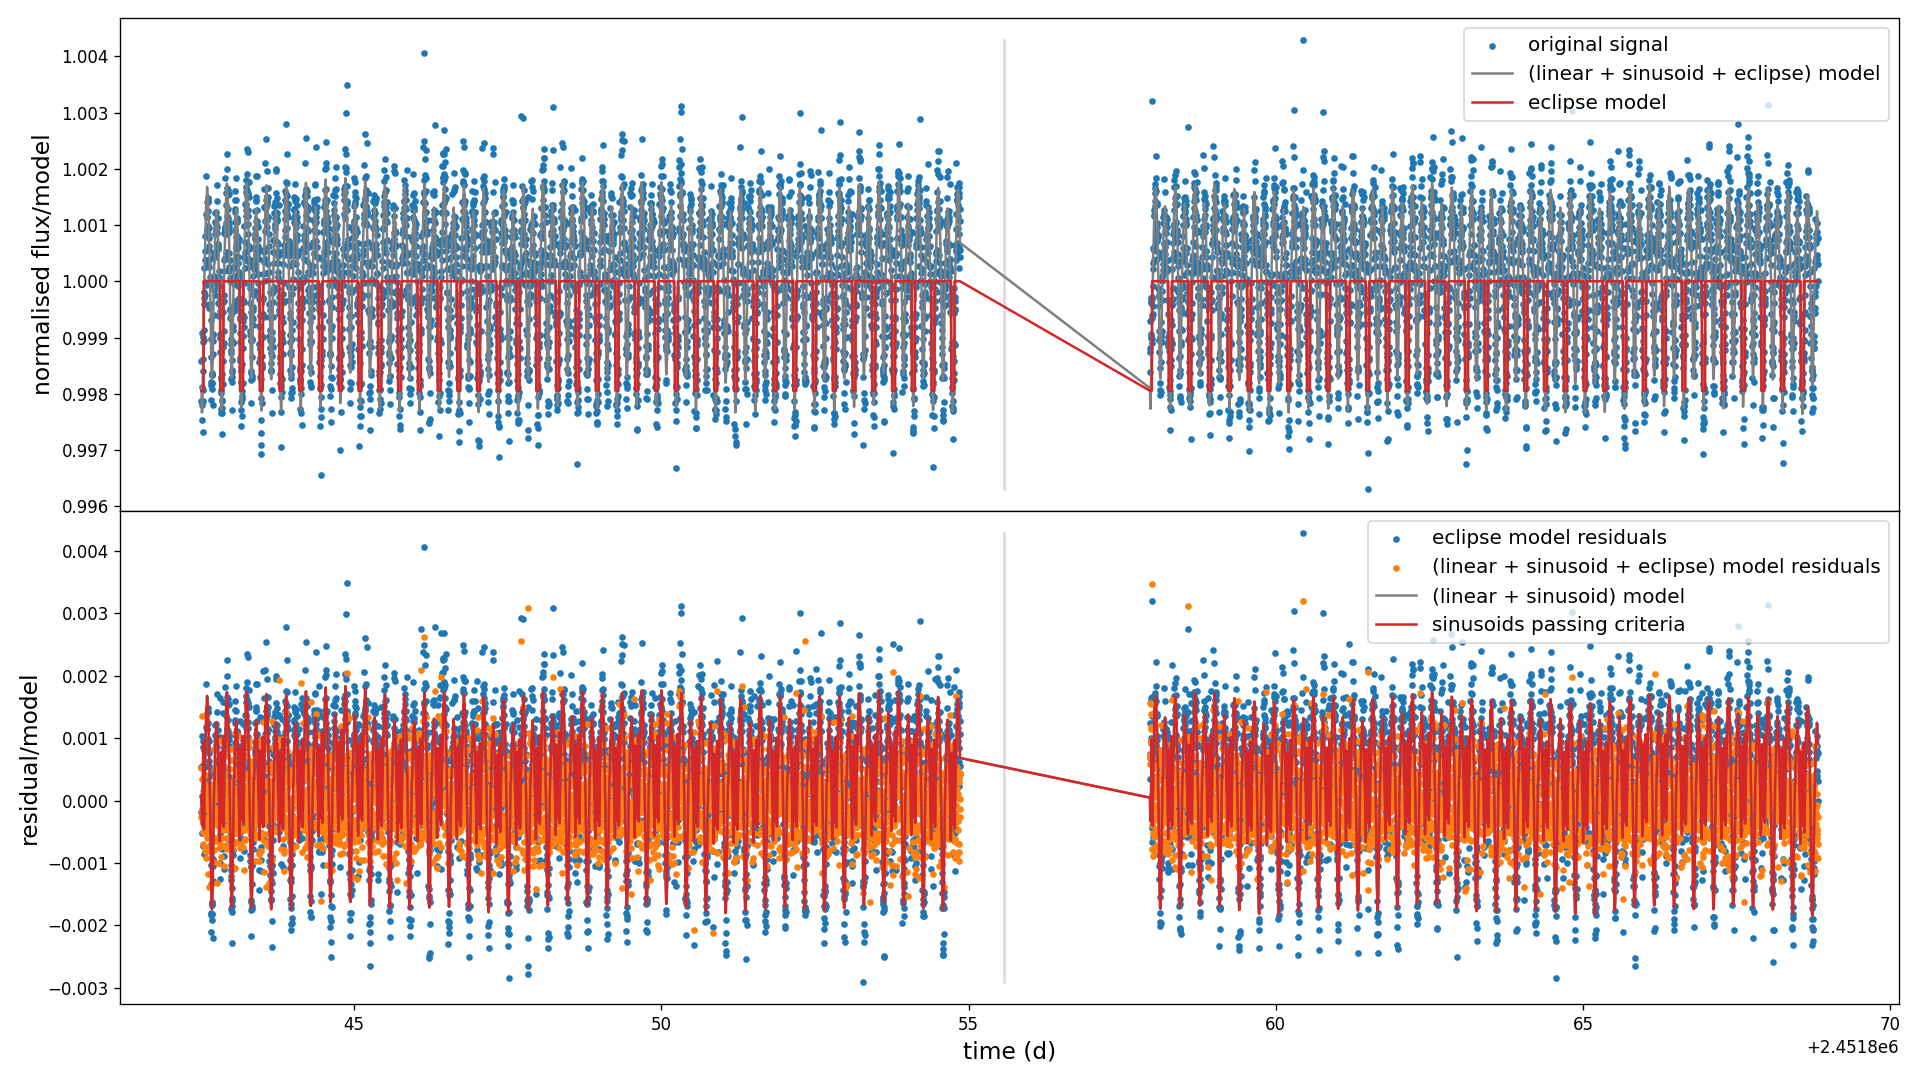 normalised flux/model
1.004
1.003
1.002
1.001
1.000
0.999
0.998
0.997
0.996
original signal
(linear + sinusoid + eclipse) model
eclipse model
residual/model
0.004
0.003
0.002
0.001
0.000
−0.001
−0.002
−0.003
eclipse model residuals
(linear + sinusoid + eclipse) model residuals
(linear + sinusoid) model
sinusoids passing criteria
45
50
55
60
65
70
time (d)
+2.4518e6